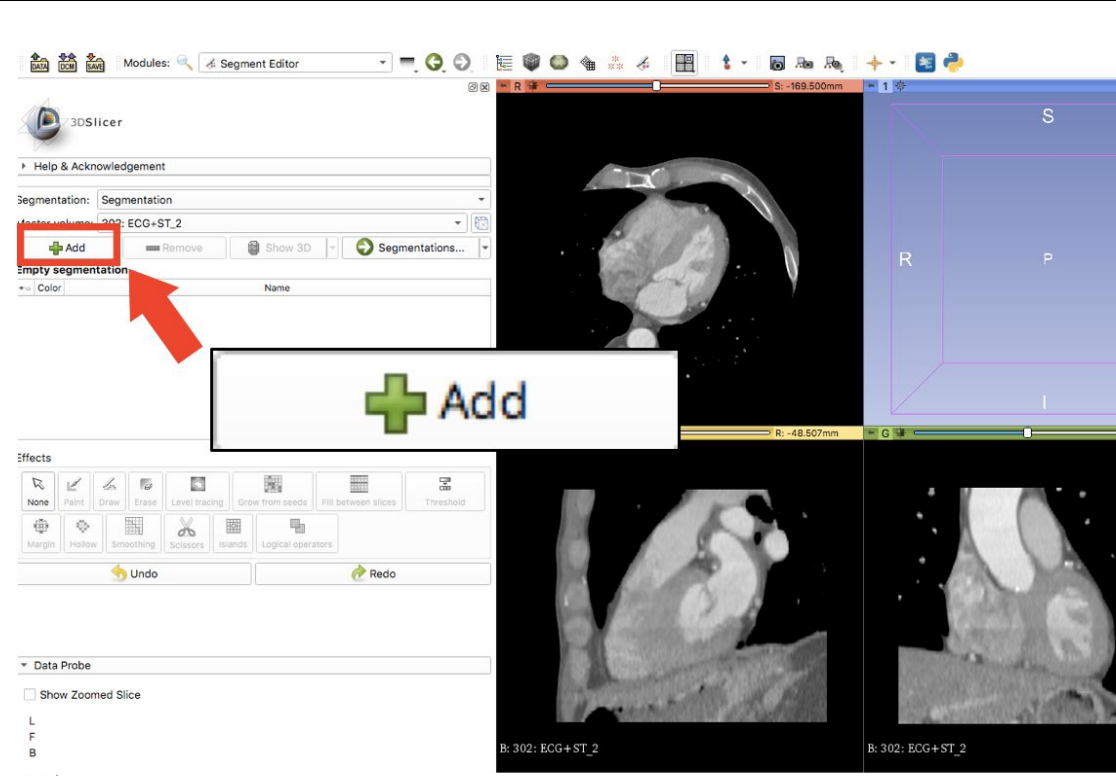 DATA DCM SAVE Modules: Segment Editor
R S: -169.500mm 1
3DSlicer
Help & Acknowledgement
Segmentation: Segmentation
Master volume: 302: ECG+ST_2
Add Remove Show 3D Segmentations...
Empty segmentation
Color Name
S
R P
I
Add
R: -48.507mm G
Effects
None Paint Draw Erase Level tracing Grow from seeds Fill between slices Threshold
Margin Hollow Smoothing Scissors Islands Logical operators
Undo Redo
Data Probe
Show Zoomed Slice
L
F
B
B: 302: ECG+ST_2 B: 302: ECG+ST_2